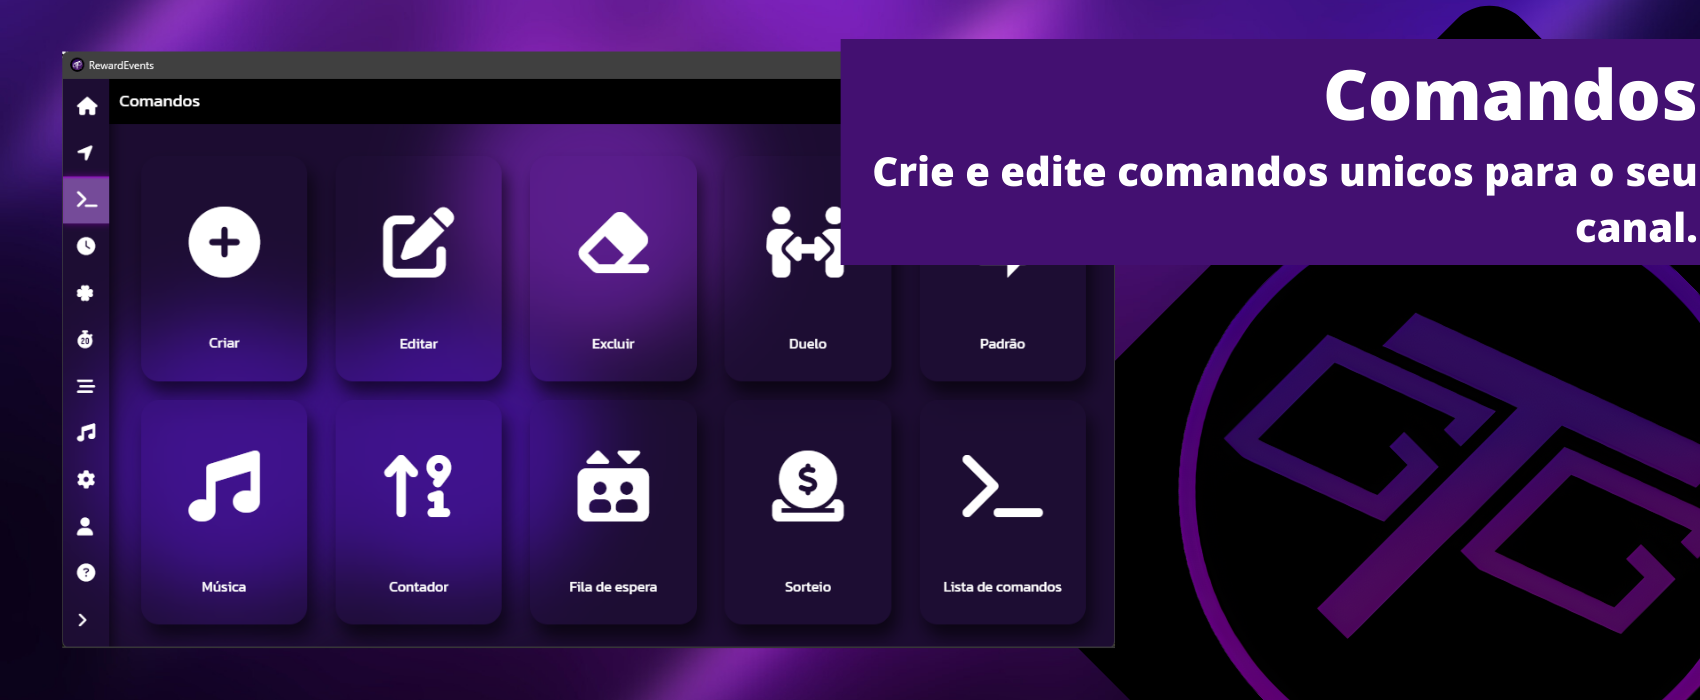 RewardEvents
Comandos
Comandos
Crie e edite comandos unicos para o seu
canal.
Criar
Editar
Excluir
Duelo
Padrão
20
Música
Contador
Fila de espera
Sorteio
Lista de comandos